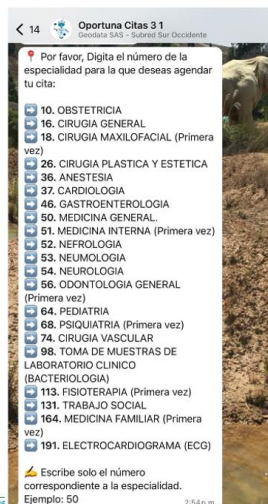 14
Oportuna Citas 3 1
Geodata SAS - Subred Sur Occidente
📍 Por favor, Digita el número de la
especialidad para la que deseas agendar
tu cita:
➡️ 10. OBSTETRICIA
➡️ 16. CIRUGIA GENERAL
➡️ 18. CIRUGIA MAXILOFACIAL (Primera
vez)
➡️ 26. CIRUGIA PLASTICA Y ESTETICA
➡️ 36. ANESTESIA
➡️ 37. CARDIOLOGIA
➡️ 46. GASTROENTEROLOGIA
➡️ 50. MEDICINA GENERAL.
➡️ 51. MEDICINA INTERNA (Primera vez)
➡️ 52. NEFROLOGIA
➡️ 53. NEUMOLOGIA
➡️ 54. NEUROLOGIA
➡️ 56. ODONTOLOGIA GENERAL
(Primera vez)
➡️ 64. PEDIATRIA
➡️ 68. PSIQUIATRIA (Primera vez)
➡️ 74. CIRUGIA VASCULAR
➡️ 98. TOMA DE MUESTRAS DE
LABORATORIO CLINICO
(BACTERIOLOGIA)
➡️ 113. FISIOTERAPIA (Primera vez)
➡️ 131. TRABAJO SOCIAL
➡️ 164. MEDICINA FAMILIAR (Primera
vez)
➡️ 191. ELECTROCARDIOGRAMA (ECG)
✍️ Escribe solo el número
correspondiente a la especialidad.
Ejemplo: 50
2:54 p.m.